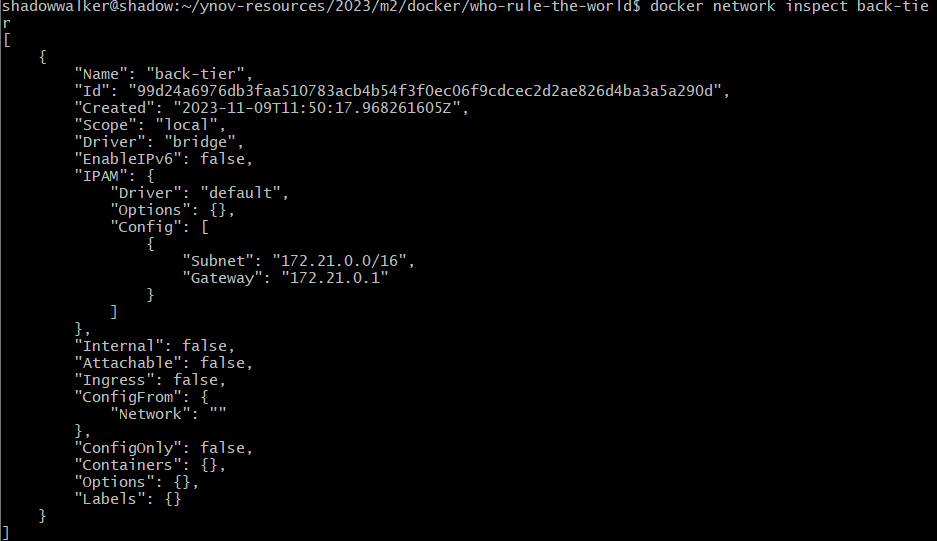 shadowwalker@shadow:~/ynov-resources/2023/m2/docker/who-rule-the-world$ docker network inspect back-tie
r
[
    {
        "Name": "back-tier",
        "Id": "99d24a6976db3faa510783acb4b54f3f0ec06f9cdcec2d2ae826d4ba3a5a290d",
        "Created": "2023-11-09T11:50:17.968261605Z",
        "Scope": "local",
        "Driver": "bridge",
        "EnableIPv6": false,
        "IPAM": {
            "Driver": "default",
            "Options": {},
            "Config": [
                {
                    "Subnet": "172.21.0.0/16",
                    "Gateway": "172.21.0.1"
                }
            ]
        },
        "Internal": false,
        "Attachable": false,
        "Ingress": false,
        "ConfigFrom": {
            "Network": ""
        },
        "ConfigOnly": false,
        "Containers": {},
        "Options": {},
        "Labels": {}
    }
]